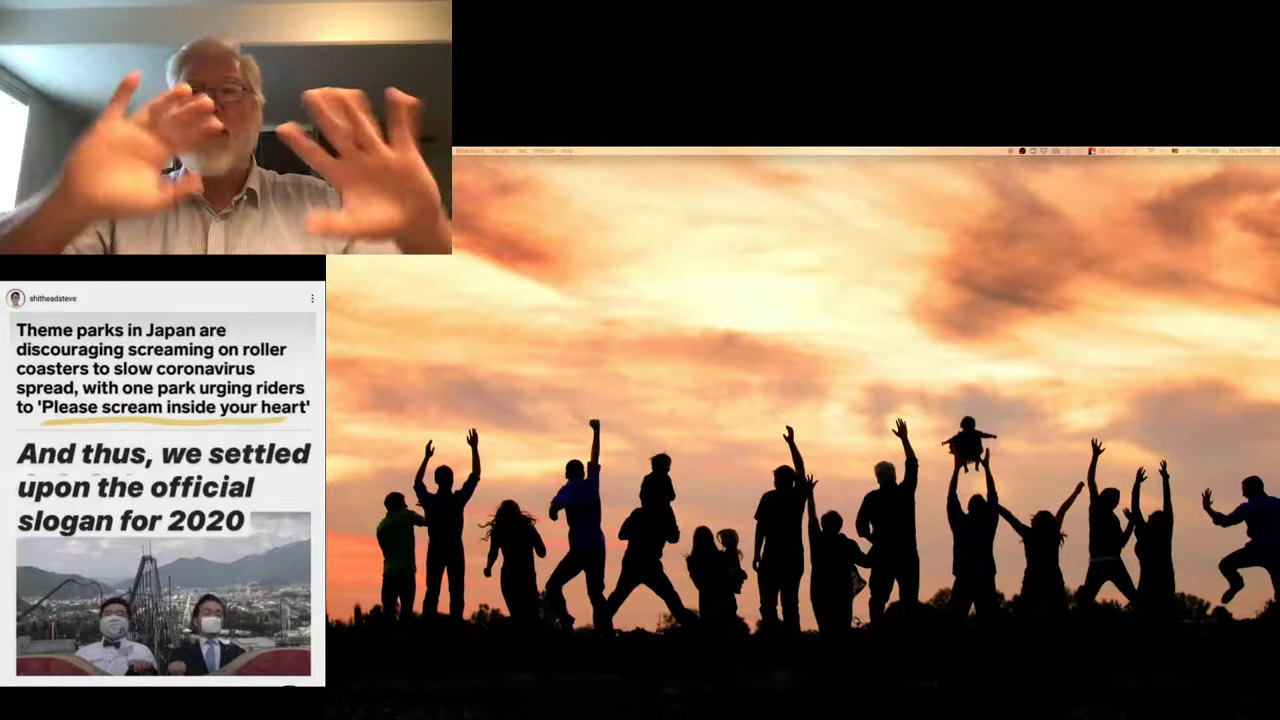 Window
shitheadsteve
Theme parks in Japan are
discouraging screaming on roller
coasters to slow coronavirus
spread, with one park urging riders
to 'Please scream inside your heart'
And thus, we settled
upon the official
slogan for 2020